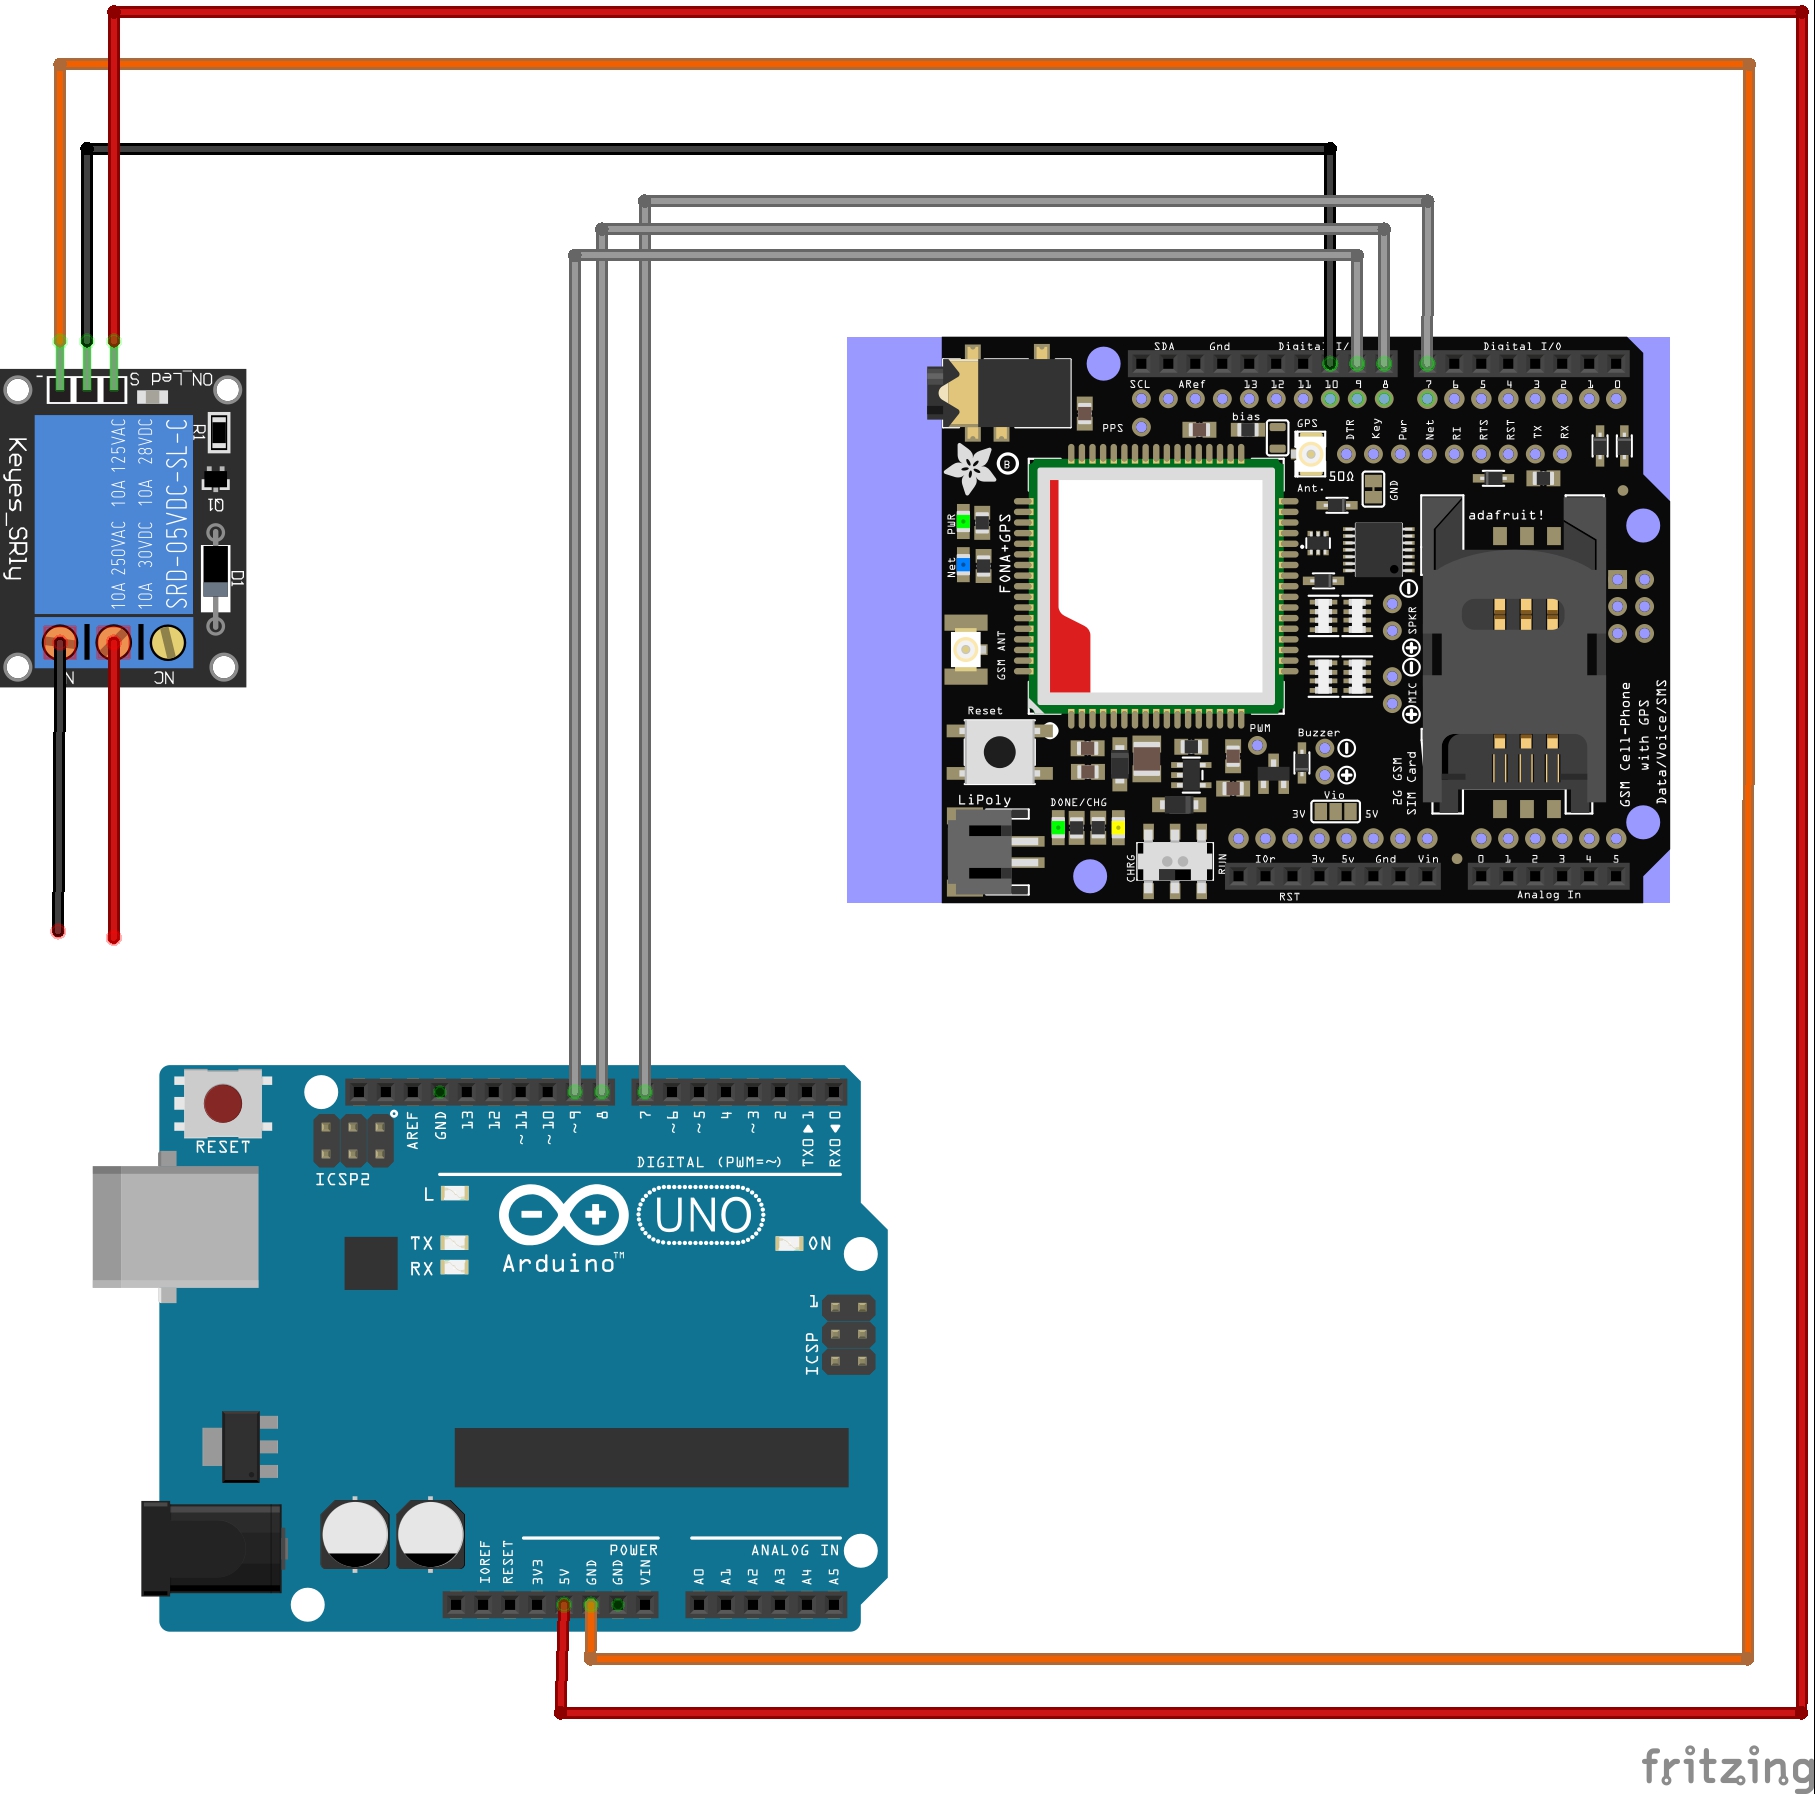 - S ON_Led
Keyes_SRly
10A 250VAC 10A 125VAC
10A 30VDC 10A 28VDC
SRD-05VDC-SL-C
R1
Q1
D1
N
NC
SDA Gnd Digital I/ Digital I/O
SCL ARef 13 12 11 10 9 8 7 6 5 4 3 2 1 0
PPS
bias
GPS
DTR Key Pwr Net RI RTS RST TX RX
B
50Ω
Ant.
GND
adafruit!
PWR
Net
FONA+GPS
GSM ANT
SPKR
MIC
Reset
PWM
Buzzer
LiPoly
DONE/CHG
Vio
3V 5V
2G GSM
SIM Card
GSM Cell-Phone
with GPS
Data/Voice/SMS
CHRG
RUN
IOr 3v 5v Gnd Vin 0 1 2 3 4 5
RST
Analog In
RESET
ICSP2
AREF GND 13 12 ~11 ~10 ~9 8 7 ~6 ~5 4 ~3 2 TX0▶1 RX0◀0
DIGITAL (PWM=~)
L
TX
RX
UNO
Arduino™
ON
1
ICSP
POWER
ANALOG IN
IOREF RESET 3V3 5V GND GND VIN A0 A1 A2 A3 A4 A5
fritzing